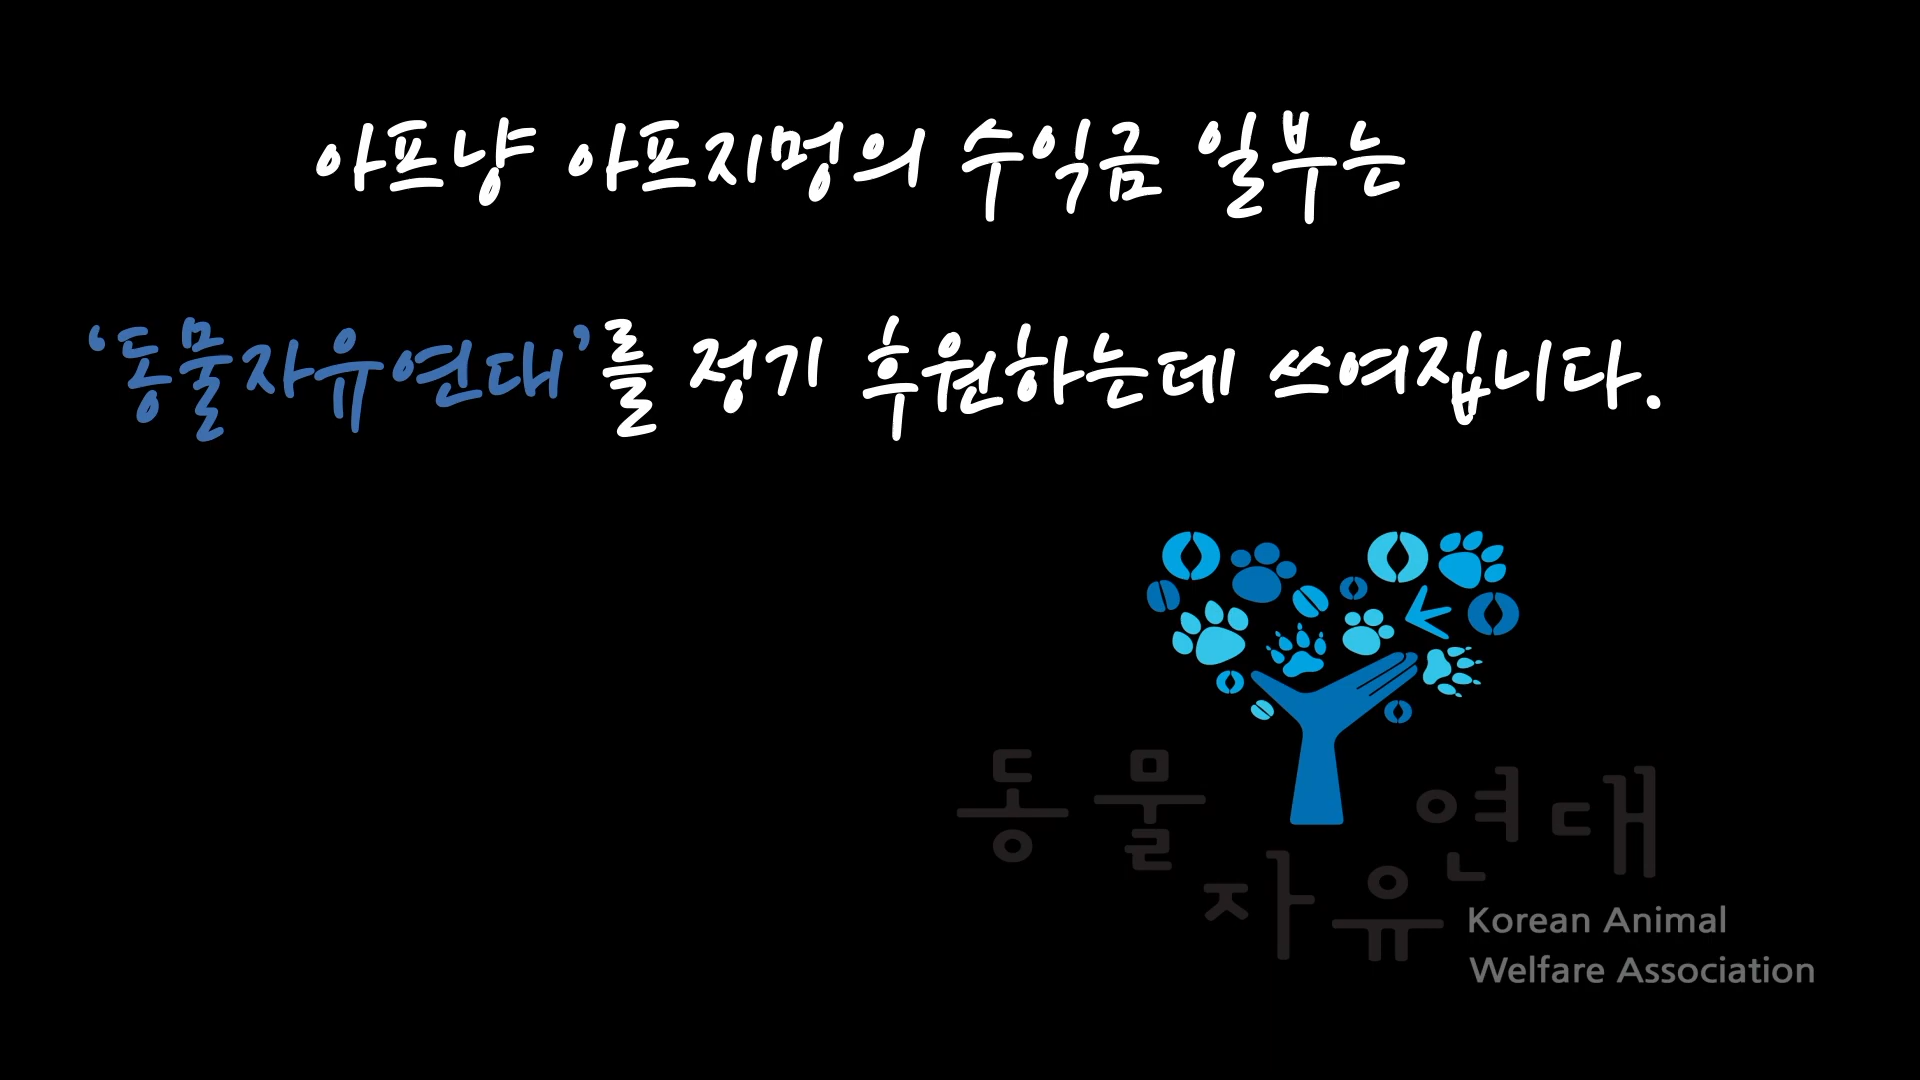 아프냥 아프지멍의 수익금 일부는
‘동물자유연대’를 정기 후원하는데 쓰여집니다.
동물
자유
연대
Korean Animal
Welfare Association